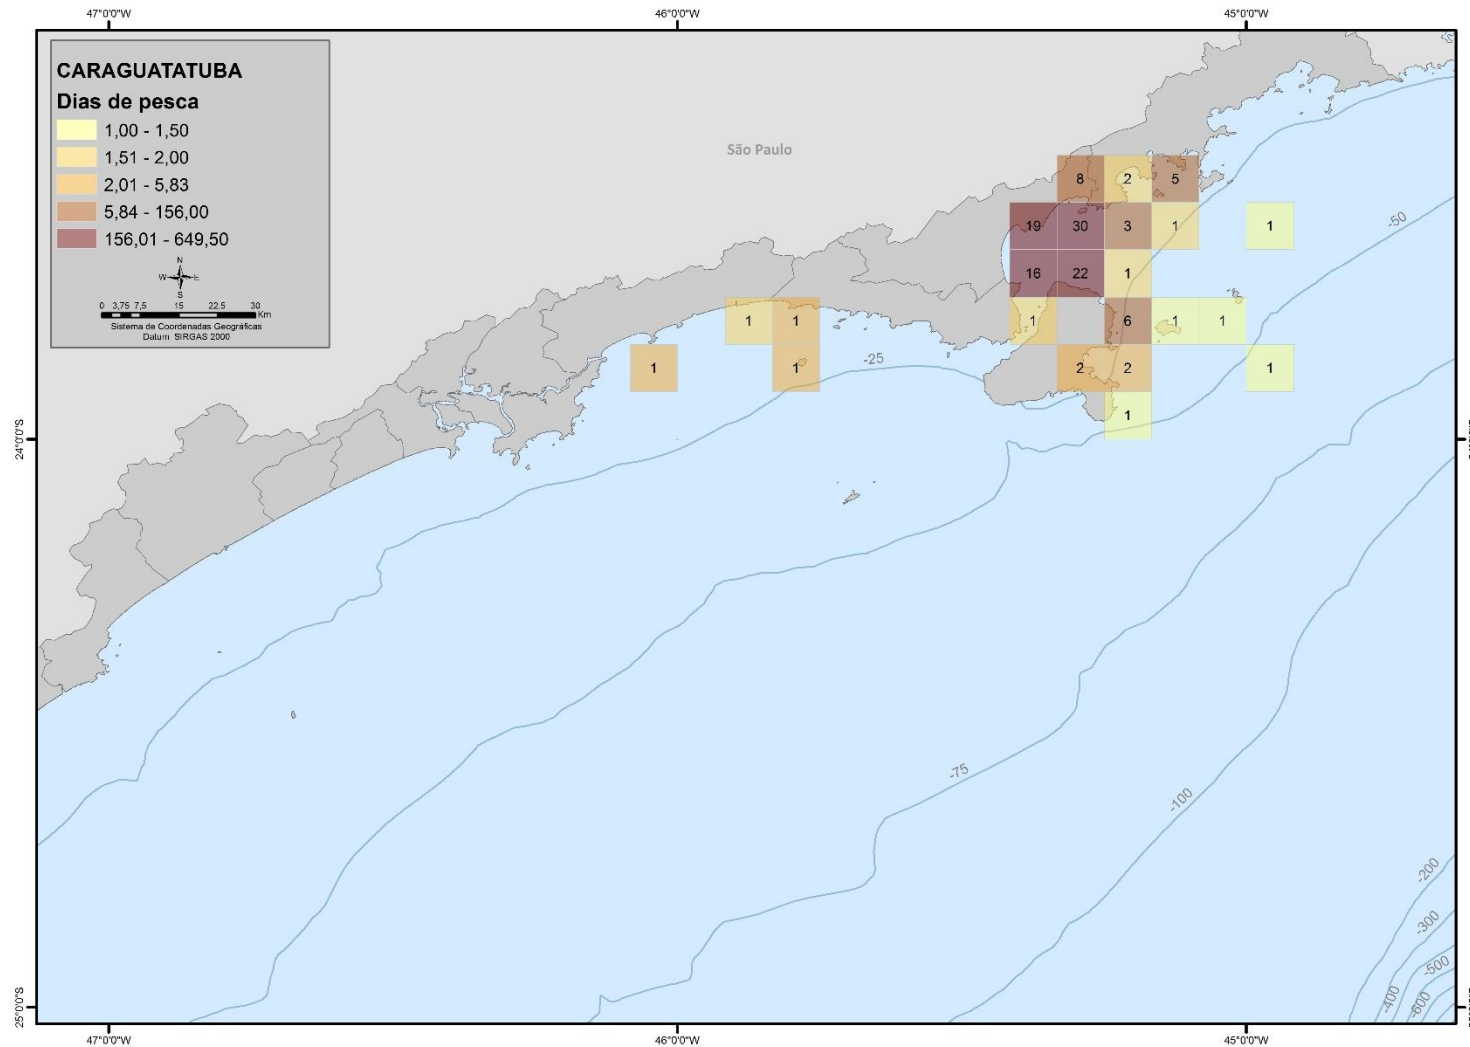 47°0'0"W 46°0'0"W 45°0'0"W
CARAGUATATUBA
Dias de pesca
1,00 - 1,50
1,51 - 2,00
2,01 - 5,83
5,84 - 156,00
156,01 - 649,50
N
W E
S
0 3,75 7,5 15 22,5 30
Km
Sistema de Coordenadas Geográficas
Datum SIRGAS 2000
São Paulo
8 2 5
19 30 3 1 1
-50
16 22 1
1 1 1 6 1 1
-25
1 1 2 2 1
1
24°0'0"S
-75
-100
-200
-300
-500
-400
-600
25°0'0"S
47°0'0"W 46°0'0"W 45°0'0"W